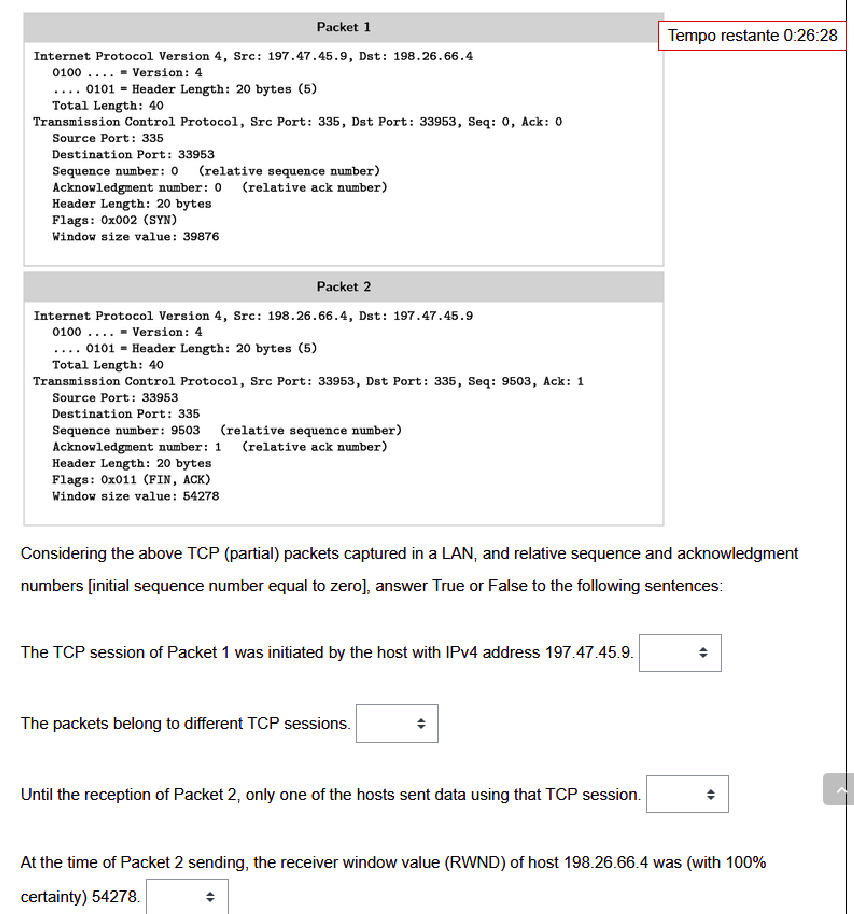 Packet 1
Tempo restante 0:26:28
Internet Protocol Version 4, Src: 197.47.45.9, Dst: 198.26.66.4
0100 .... = Version: 4
.... 0101 = Header Length: 20 bytes (5)
Total Length: 40
Transmission Control Protocol, Src Port: 335, Dst Port: 33953, Seq: 0, Ack: 0
Source Port: 335
Destination Port: 33953
Sequence number: 0 (relative sequence number)
Acknowledgment number: 0 (relative ack number)
Header Length: 20 bytes
Flags: 0x002 (SYN)
Window size value: 39876
Packet 2
Internet Protocol Version 4, Src: 198.26.66.4, Dst: 197.47.45.9
0100 .... = Version: 4
.... 0101 = Header Length: 20 bytes (5)
Total Length: 40
Transmission Control Protocol, Src Port: 33953, Dst Port: 335, Seq: 9503, Ack: 1
Source Port: 33953
Destination Port: 335
Sequence number: 9503 (relative sequence number)
Acknowledgment number: 1 (relative ack number)
Header Length: 20 bytes
Flags: 0x011 (FIN, ACK)
Window size value: 54278
Considering the above TCP (partial) packets captured in a LAN, and relative sequence and acknowledgment
numbers [initial sequence number equal to zero], answer True or False to the following sentences:
The TCP session of Packet 1 was initiated by the host with IPv4 address 197.47.45.9.
The packets belong to different TCP sessions.
Until the reception of Packet 2, only one of the hosts sent data using that TCP session.
At the time of Packet 2 sending, the receiver window value (RWND) of host 198.26.66.4 was (with 100%
certainty) 54278.